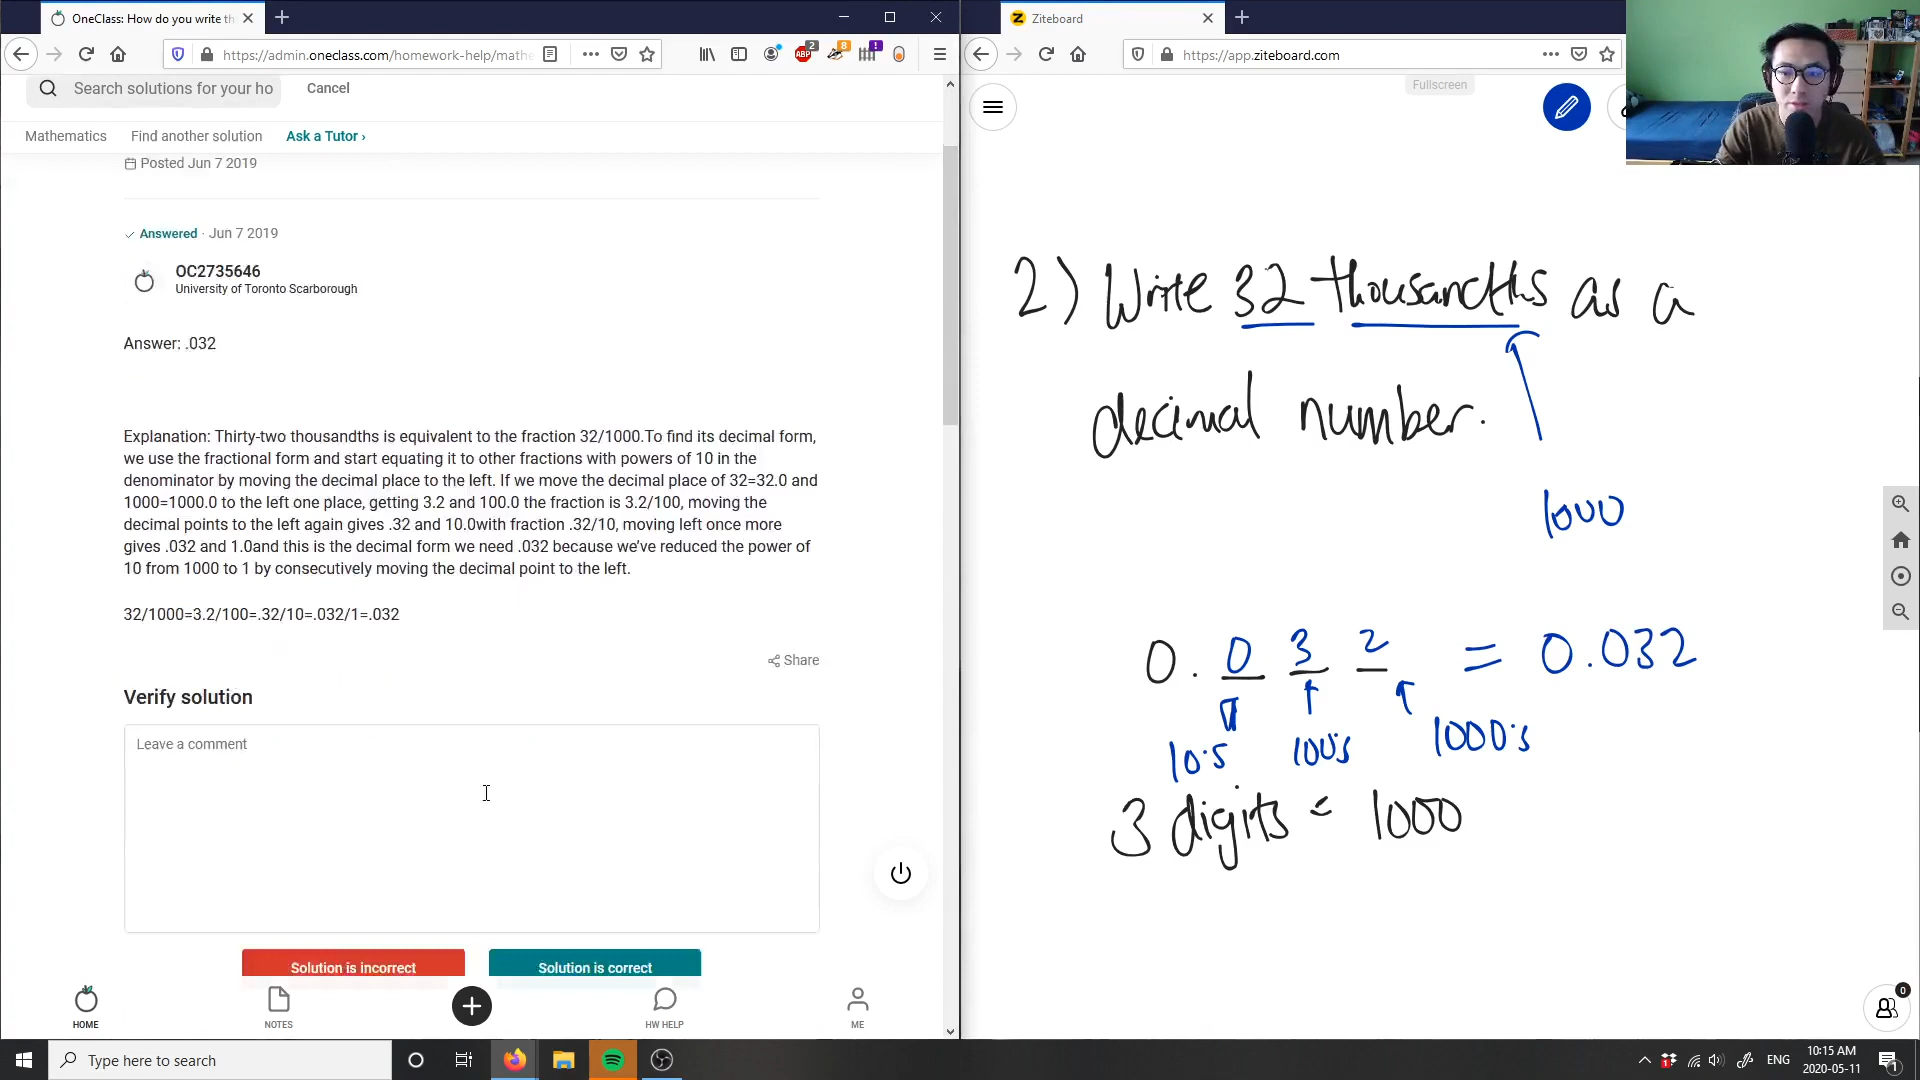 OneClass: How do you write th
Ziteboard
https://admin.oneclass.com/homework-help/mathe
2
8
!
https://app.ziteboard.com
Search solutions for your ho
Cancel
Fullscreen
Mathematics
Find another solution
Ask a Tutor ›
Posted Jun 7 2019
Answered · Jun 7 2019
OC2735646
University of Toronto Scarborough
Answer: .032
Explanation: Thirty-two thousandths is equivalent to the fraction 32/1000.To find its decimal form,
we use the fractional form and start equating it to other fractions with powers of 10 in the
denominator by moving the decimal place to the left. If we move the decimal place of 32=32.0 and
1000=1000.0 to the left one place, getting 3.2 and 100.0 the fraction is 3.2/100, moving the
decimal points to the left again gives .32 and 10.0with fraction .32/10, moving left once more
gives .032 and 1.0and this is the decimal form we need .032 because we've reduced the power of
10 from 1000 to 1 by consecutively moving the decimal point to the left.
32/1000=3.2/100=.32/10=.032/1=.032
Share
Verify solution
Leave a comment
Solution is incorrect
Solution is correct
HOME
NOTES
HW HELP
ME
2) Write 32 thousandths as a
decimal number.
1000
0. 0 3 2 = 0.032
10's 100's 1000's
3 digits = 1000
0
Type here to search
1
ENG
10:15 AM
2020-05-11
1